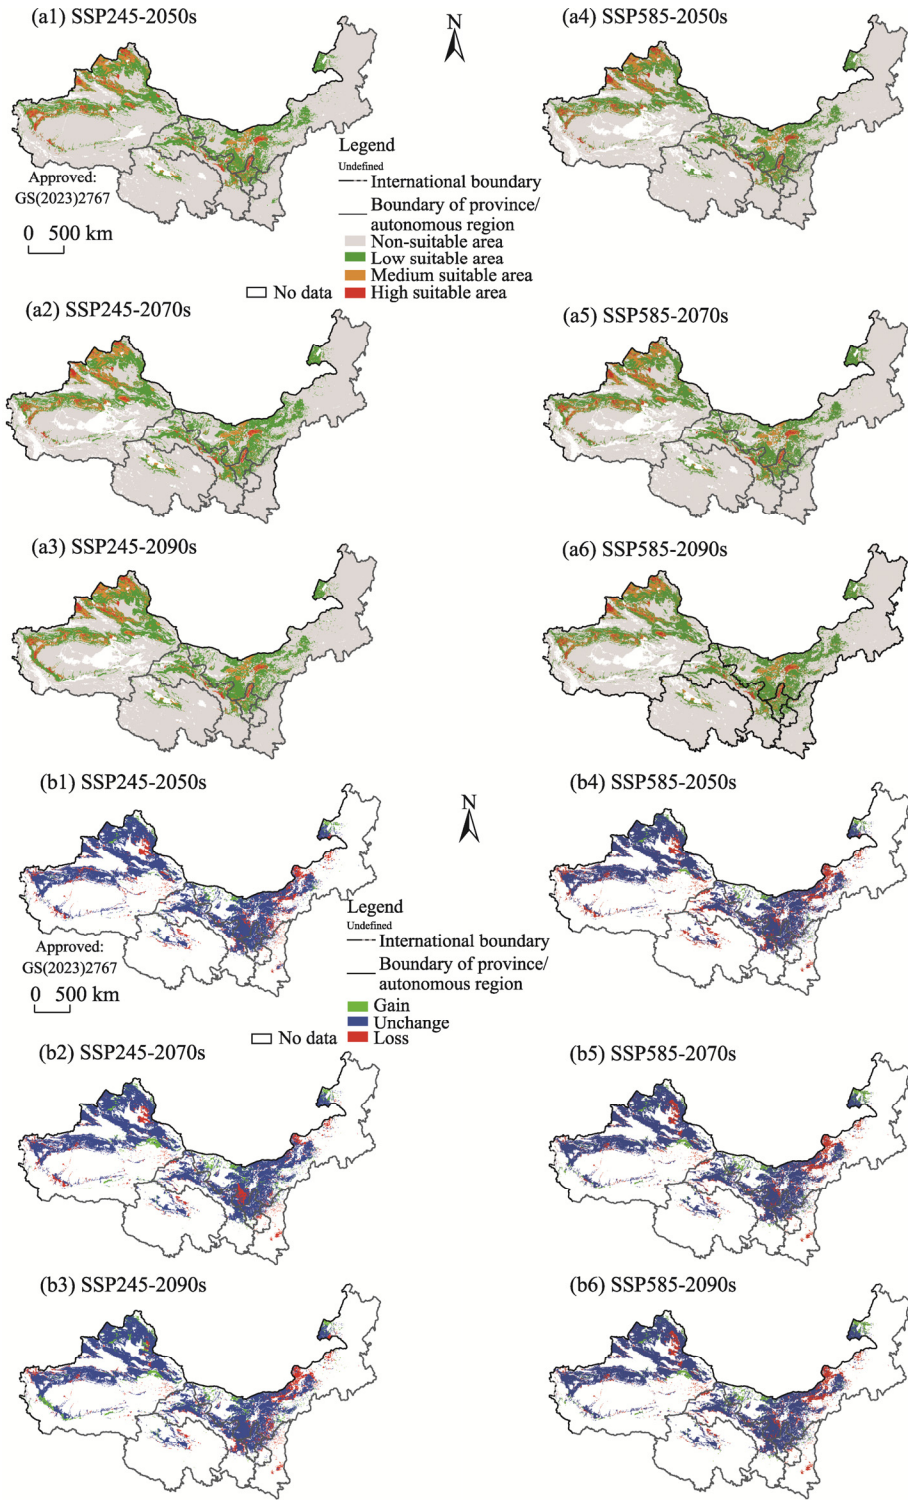 (a1) SSP245-2050s
N
(a4) SSP585-2050s
Legend
Undefined
International boundary
Boundary of province/
autonomous region
Non-suitable area
Low suitable area
Medium suitable area
No data
High suitable area
Approved:
GS(2023)2767
0 500 km
(a2) SSP245-2070s
(a5) SSP585-2070s
(a3) SSP245-2090s
(a6) SSP585-2090s
(b1) SSP245-2050s
N
(b4) SSP585-2050s
Legend
Undefined
International boundary
Boundary of province/
autonomous region
Gain
Unchange
No data
Loss
Approved:
GS(2023)2767
0 500 km
(b2) SSP245-2070s
(b5) SSP585-2070s
(b3) SSP245-2090s
(b6) SSP585-2090s